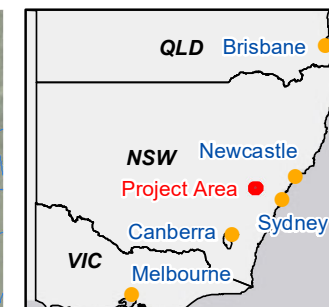 QLD Brisbane
NSW
Newcastle
Project Area
Canberra
Sydney
VIC
Melbourne